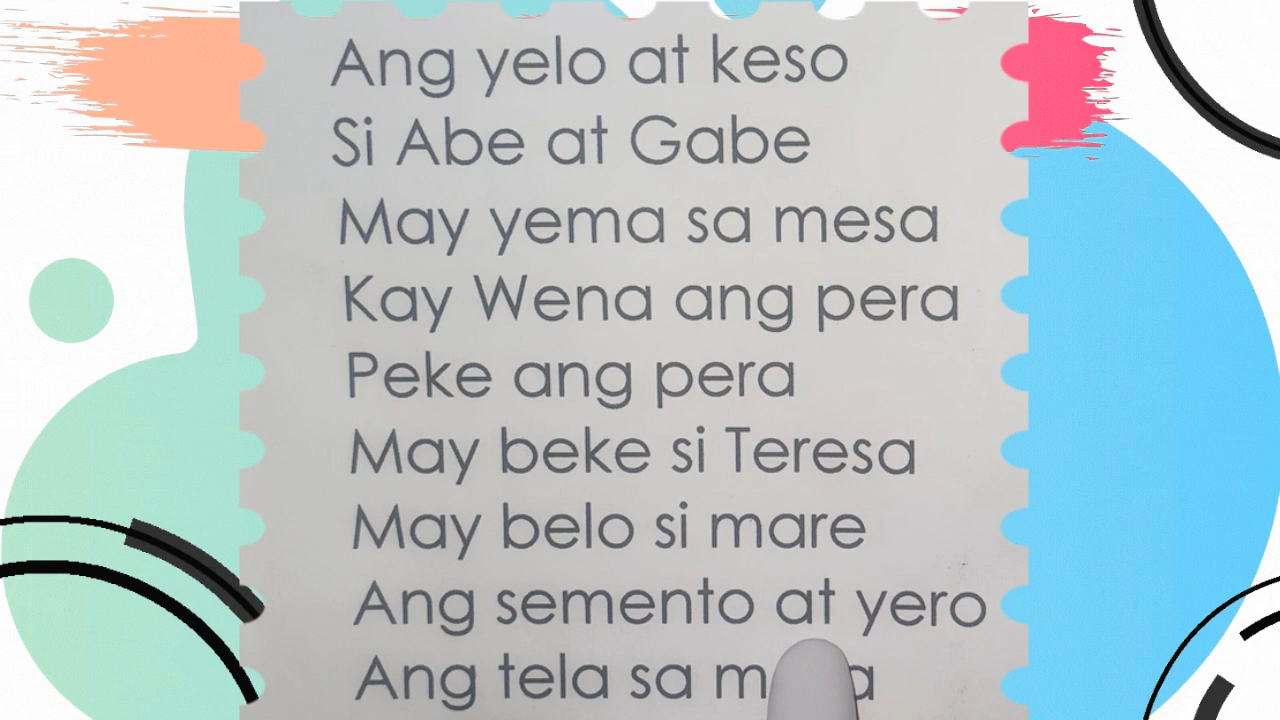 Ang yelo at keso
Si Abe at Gabe
May yema sa mesa
Kay Wena ang pera
Peke ang pera
May beke si Teresa
May belo si mare
Ang semento at yero
Ang tela sa